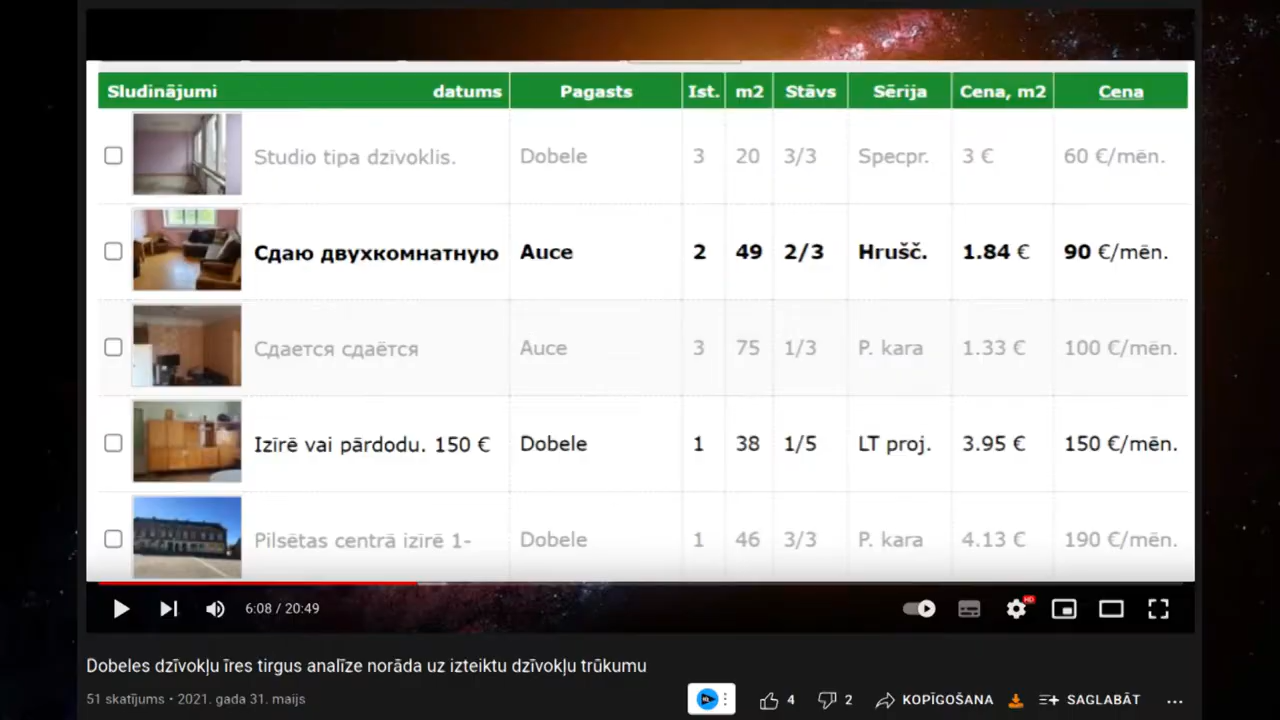 Sludinājumi datums Pagasts Ist. m2 Stāvs Sērija Cena, m2 Cena
Studio tipa dzīvoklis. Dobele 3 20 3/3 Specpr. 3 € 60 €/mēn.
Сдаю двухкомнатную Auce 2 49 2/3 Hrušč. 1.84 € 90 €/mēn.
Сдается сдаётся Auce 3 75 1/3 P. kara 1.33 € 100 €/mēn.
Izīrē vai pārdodu. 150 € Dobele 1 38 1/5 LT proj. 3.95 € 150 €/mēn.
Pilsētas centrā izīrē 1- Dobele 1 46 3/3 P. kara 4.13 € 190 €/mēn.
6:08 / 20:49 HD
Dobeles dzīvokļu īres tirgus analīze norāda uz izteiktu dzīvokļu trūkumu
51 skatījums • 2021. gada 31. maijs
4 2 KOPĪGOŠANA SAGLABĀT